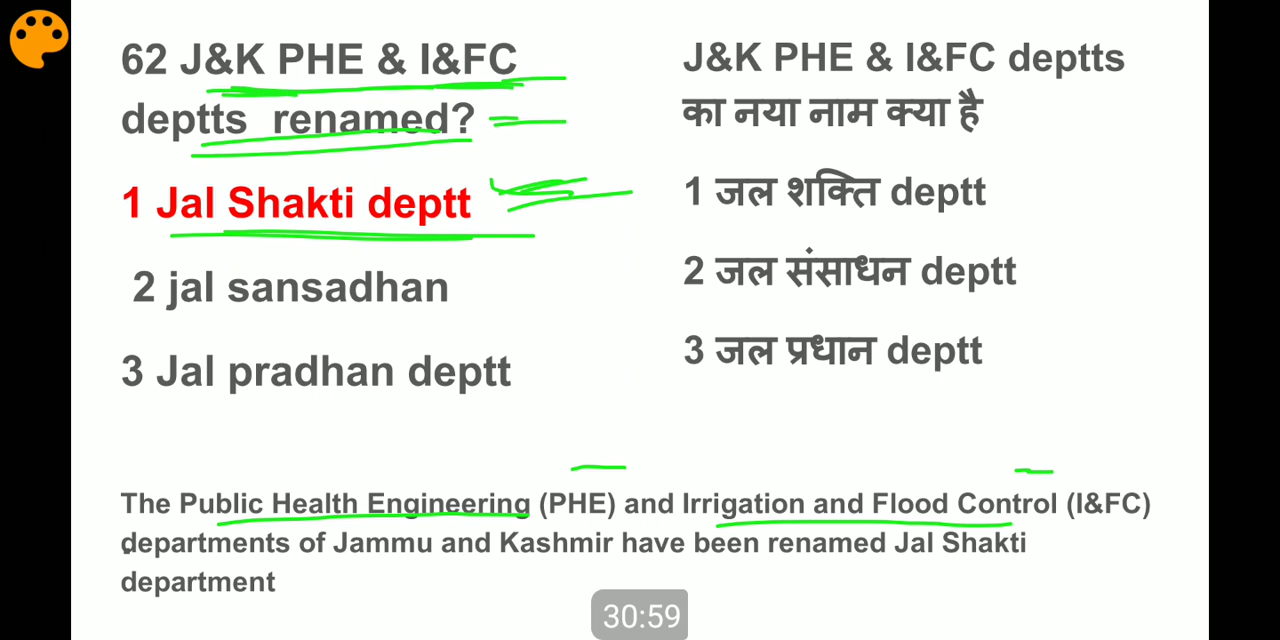 62 J&K PHE & I&FC
deptts renamed?
1 Jal Shakti deptt
2 jal sansadhan
3 Jal pradhan deptt
J&K PHE & I&FC deptts
का नया नाम क्या है
1 जल शक्ति deptt
2 जल संसाधन deptt
3 जल प्रधान deptt
The Public Health Engineering (PHE) and Irrigation and Flood Control (I&FC)
departments of Jammu and Kashmir have been renamed Jal Shakti
department
30:59